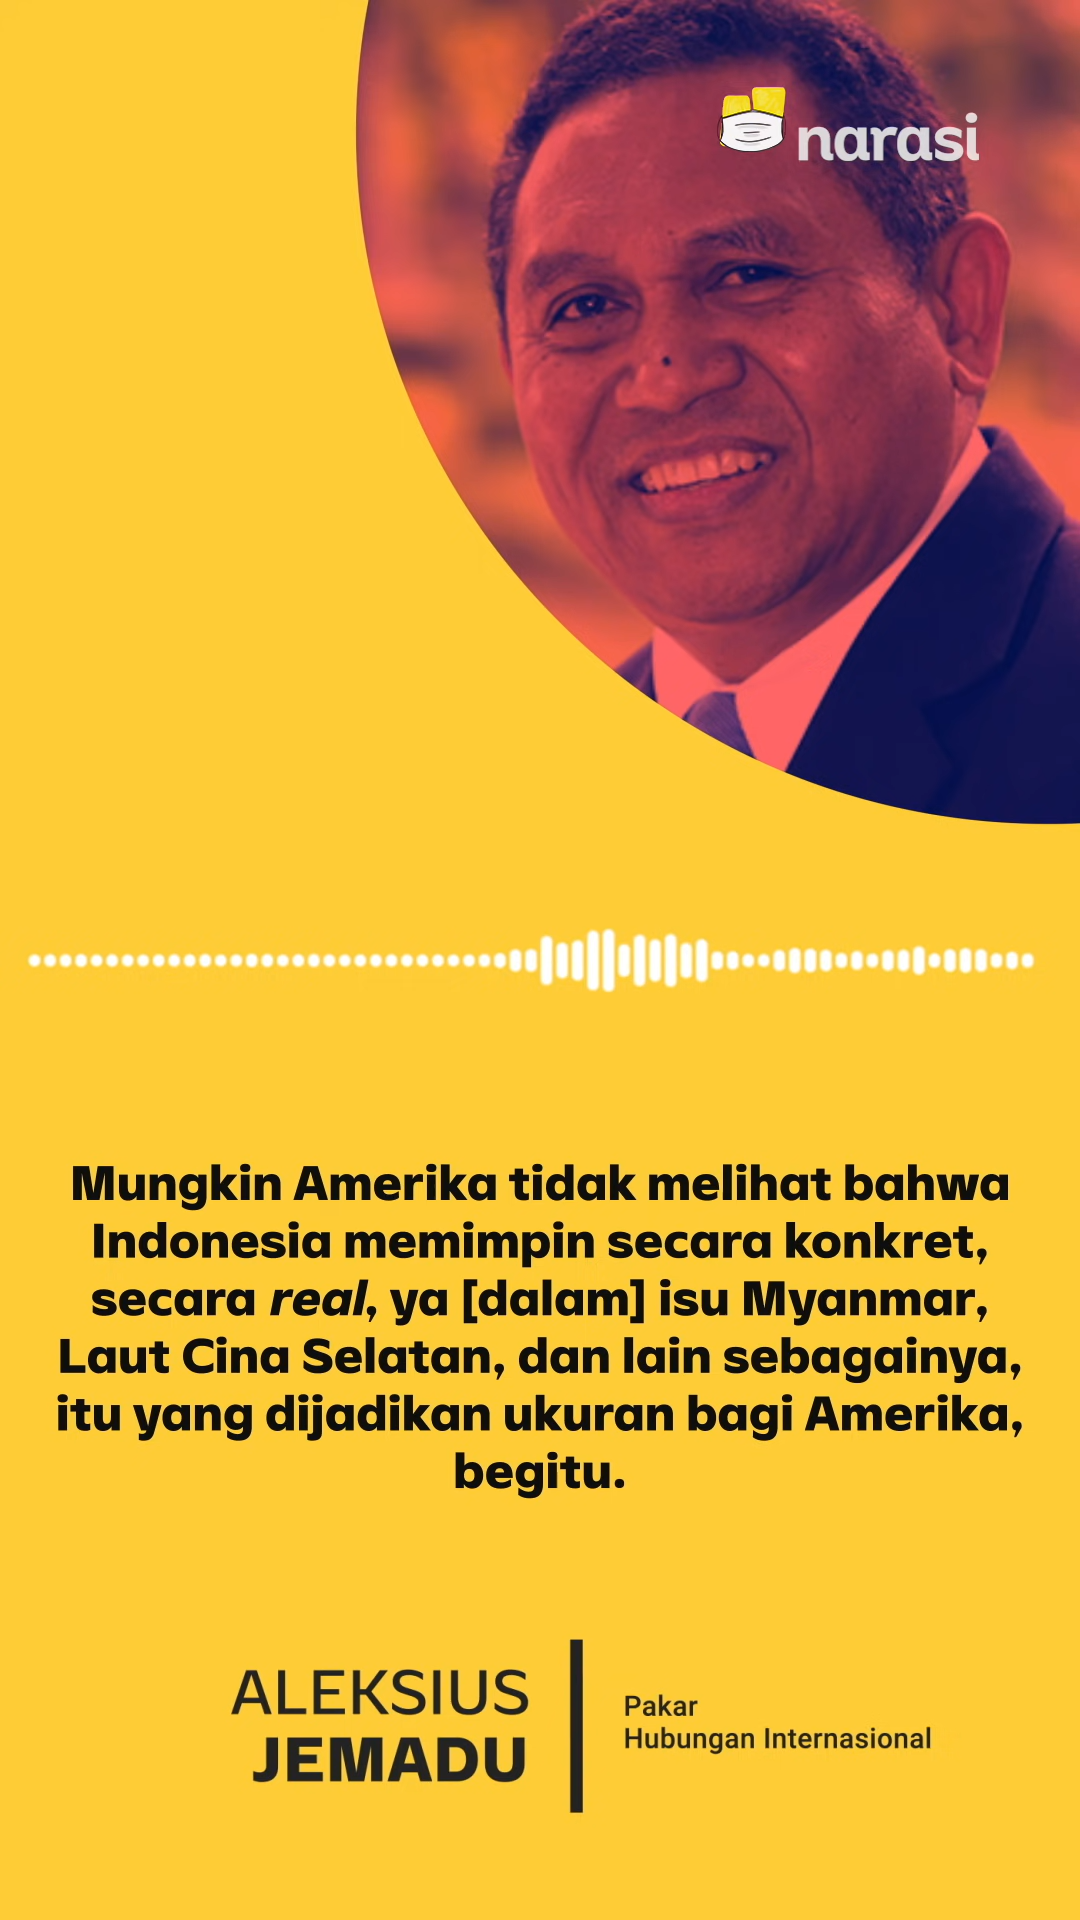 narasi
Mungkin Amerika tidak melihat bahwa
Indonesia memimpin secara konkret,
secara real, ya [dalam] isu Myanmar,
Laut Cina Selatan, dan lain sebagainya,
itu yang dijadikan ukuran bagi Amerika,
begitu.
ALEKSIUS
JEMADU
Pakar
Hubungan Internasional